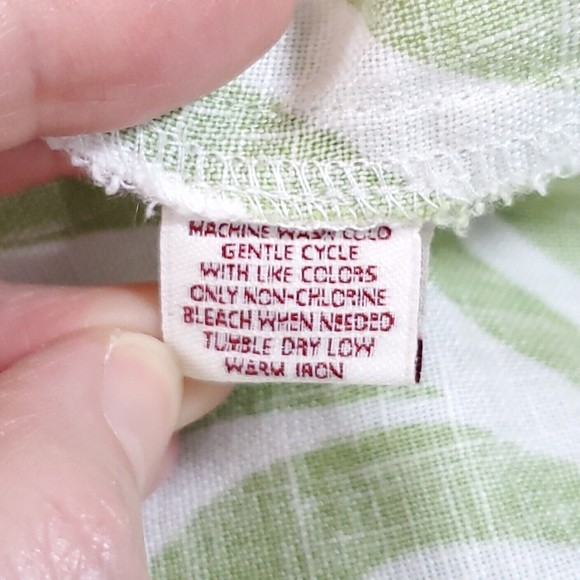 MACHINE WASH COLD
GENTLE CYCLE
WITH LIKE COLORS
ONLY NON-CHLORINE
BLEACH WHEN NEEDED
TUMBLE DRY LOW
WARM IRON